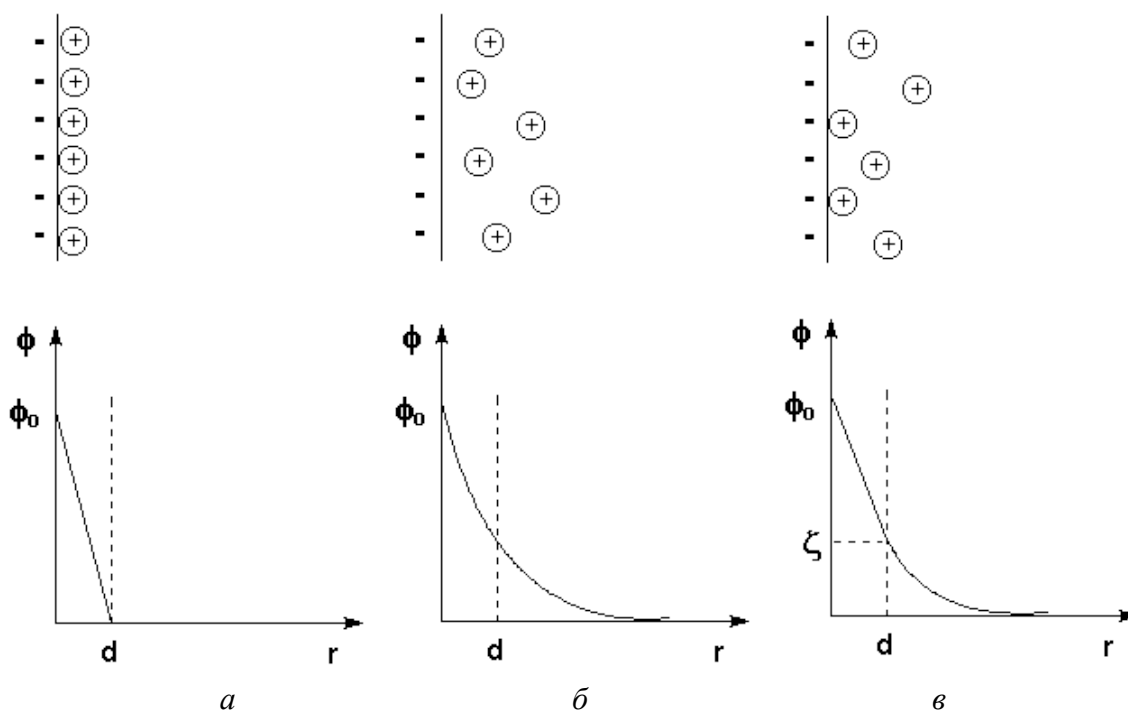 - + - + - +
- + - + - +
- + - + - +
- + - + - +
- + - + - +
- + - + - +
ϕ ϕ ϕ
ϕ₀ ϕ₀ ϕ₀
ζ
d r d r d r
а б в